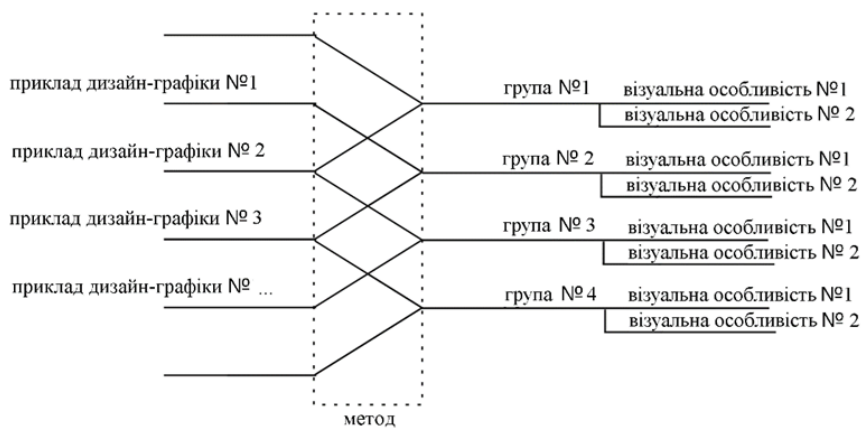 приклад дизайн-графіки №1
група №1
візуальна особливість №1
візуальна особливість № 2
приклад дизайн-графіки № 2
група № 2
візуальна особливість №1
візуальна особливість № 2
приклад дизайн-графіки № 3
група № 3
візуальна особливість №1
візуальна особливість № 2
приклад дизайн-графіки № ...
група № 4
візуальна особливість №1
візуальна особливість № 2
метод